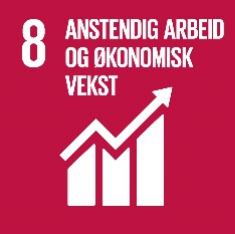 8 ANSTENDIG ARBEID
OG ØKONOMISK
VEKST